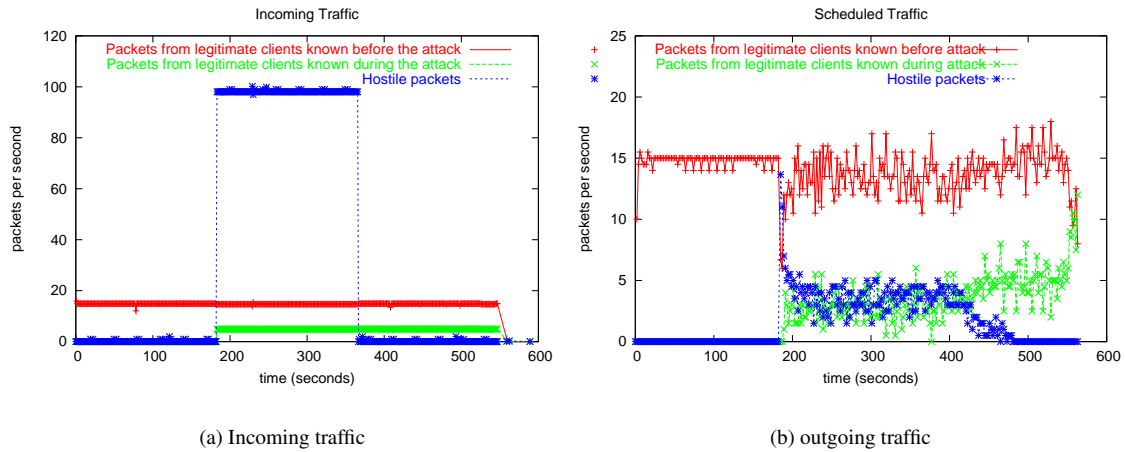 Incoming Traffic
120
100
80
60
40
20
0
packets per second
Packets from legitimate clients known before the attack
Packets from legitimate clients known during the attack
Hostile packets
0 100 200 300 400 500 600
time (seconds)
(a) Incoming traffic
Scheduled Traffic
25
20
15
10
5
0
packets per second
Packets from legitimate clients known before attack
Packets from legitimate clients known during attack
Hostile packets
0 100 200 300 400 500 600
time (seconds)
(b) outgoing traffic